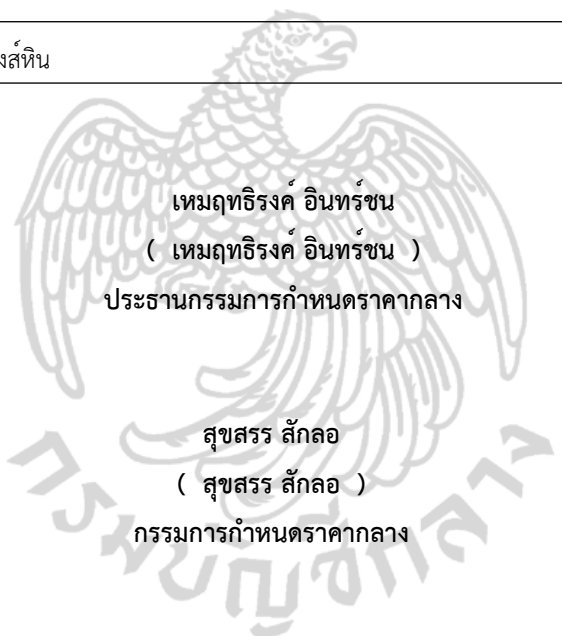 งส์หิน
เหมฤทธิรงค์ อินทร์ชน
( เหมฤทธิรงค์ อินทร์ชน )
ประธานกรรมการกำหนดราคากลาง
สุขสรร สักลอ
( สุขสรร สักลอ )
กรรมการกำหนดราคากลาง
กรมบัญชีกลาง